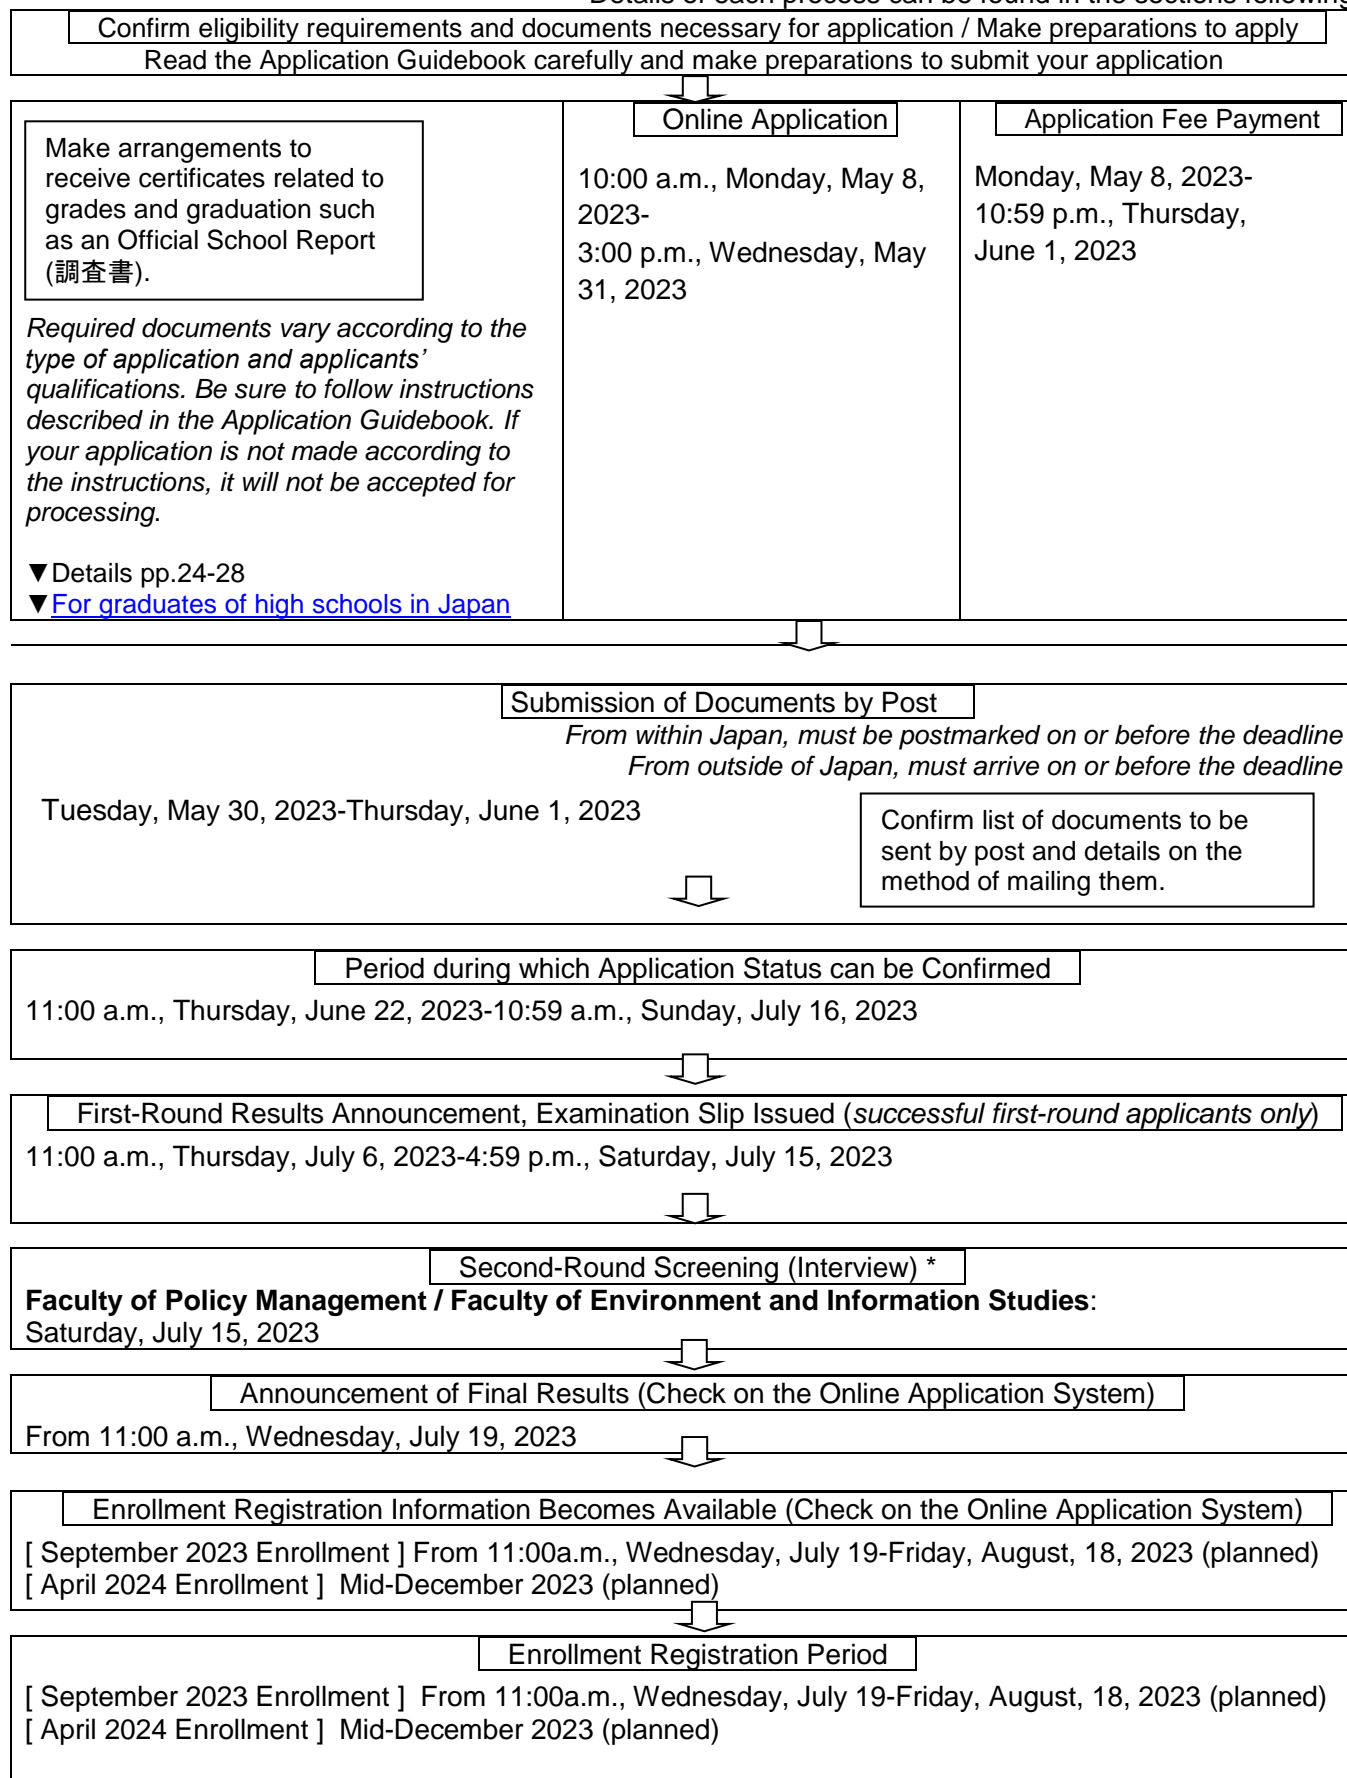 Details of each process can be found in the sections following
Confirm eligibility requirements and documents necessary for application / Make preparations to apply
Read the Application Guidebook carefully and make preparations to submit your application
Make arrangements to
receive certificates related to
grades and graduation such
as an Official School Report
(調査書).
Required documents vary according to the
type of application and applicants’
qualifications. Be sure to follow instructions
described in the Application Guidebook. If
your application is not made according to
the instructions, it will not be accepted for
processing.
▼Details pp.24-28
▼For graduates of high schools in Japan
Online Application
10:00 a.m., Monday, May 8,
2023-
3:00 p.m., Wednesday, May
31, 2023
Application Fee Payment
Monday, May 8, 2023-
10:59 p.m., Thursday,
June 1, 2023
Submission of Documents by Post
From within Japan, must be postmarked on or before the deadline
From outside of Japan, must arrive on or before the deadline
Tuesday, May 30, 2023-Thursday, June 1, 2023
Confirm list of documents to be
sent by post and details on the
method of mailing them.
Period during which Application Status can be Confirmed
11:00 a.m., Thursday, June 22, 2023-10:59 a.m., Sunday, July 16, 2023
First-Round Results Announcement, Examination Slip Issued (successful first-round applicants only)
11:00 a.m., Thursday, July 6, 2023-4:59 p.m., Saturday, July 15, 2023
Second-Round Screening (Interview) *
Faculty of Policy Management / Faculty of Environment and Information Studies:
Saturday, July 15, 2023
Announcement of Final Results (Check on the Online Application System)
From 11:00 a.m., Wednesday, July 19, 2023
Enrollment Registration Information Becomes Available (Check on the Online Application System)
[ September 2023 Enrollment ] From 11:00a.m., Wednesday, July 19-Friday, August, 18, 2023 (planned)
[ April 2024 Enrollment ]  Mid-December 2023 (planned)
Enrollment Registration Period
[ September 2023 Enrollment ]  From 11:00a.m., Wednesday, July 19-Friday, August, 18, 2023 (planned)
[ April 2024 Enrollment ]  Mid-December 2023 (planned)